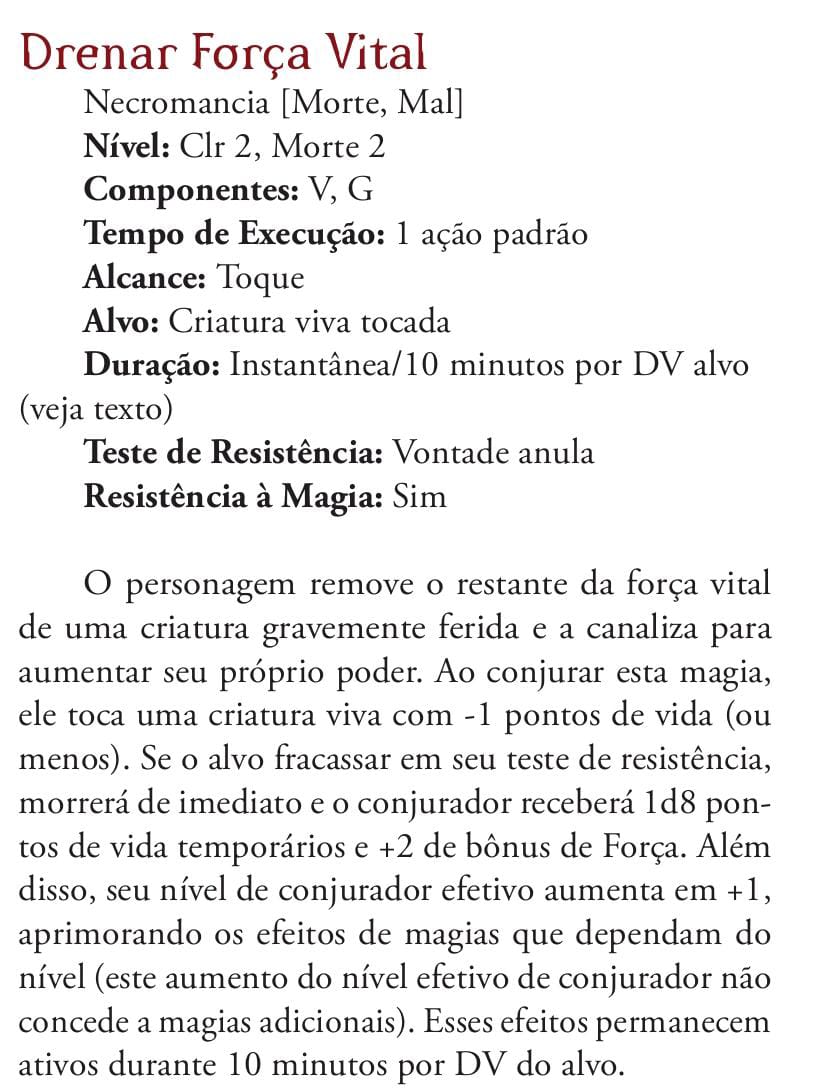 Drenar Força Vital
Necromancia [Morte, Mal]
Nível: Clr 2, Morte 2
Componentes: V, G
Tempo de Execução: 1 ação padrão
Alcance: Toque
Alvo: Criatura viva tocada
Duração: Instantânea/10 minutos por DV alvo
(veja texto)
Teste de Resistência: Vontade anula
Resistência à Magia: Sim
O personagem remove o restante da força vital
de uma criatura gravemente ferida e a canaliza para
aumentar seu próprio poder. Ao conjurar esta magia,
ele toca uma criatura viva com -1 pontos de vida (ou
menos). Se o alvo fracassar em seu teste de resistência,
morrerá de imediato e o conjurador receberá 1d8 pon-
tos de vida temporários e +2 de bônus de Força. Além
disso, seu nível de conjurador efetivo aumenta em +1,
aprimorando os efeitos de magias que dependam do
nível (este aumento do nível efetivo de conjurador não
concede a magias adicionais). Esses efeitos permanecem
ativos durante 10 minutos por DV do alvo.